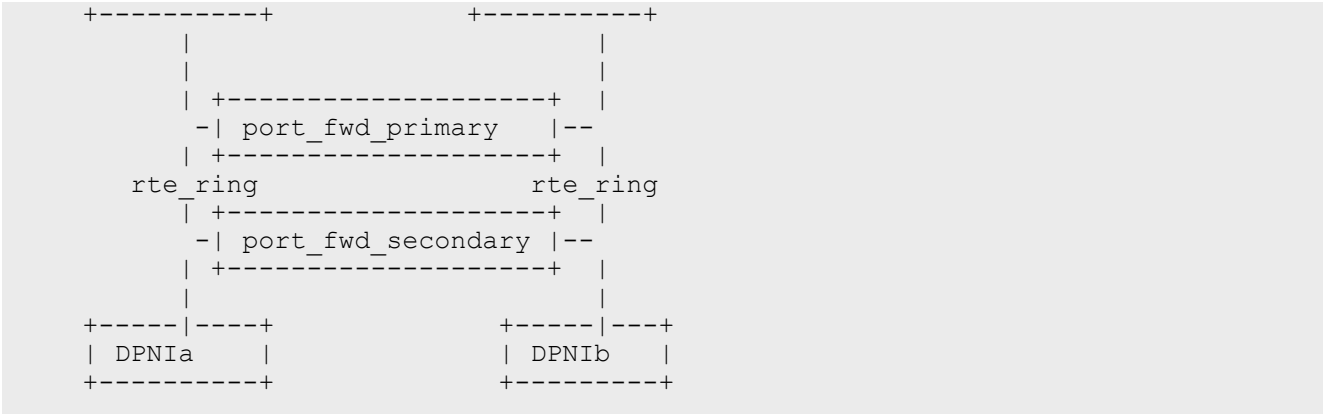 +----------+             +----------+
      |                          |
      |                          |
      | +--------------------+  |
       -| port_fwd_primary   |--
      | +--------------------+  |
   rte_ring                 rte_ring
      | +--------------------+  |
       -| port_fwd_secondary |--
      | +--------------------+  |
      |                          |
+-----|----+              +-----|---+
| DPNIa    |              | DPNIb   |
+----------+              +---------+